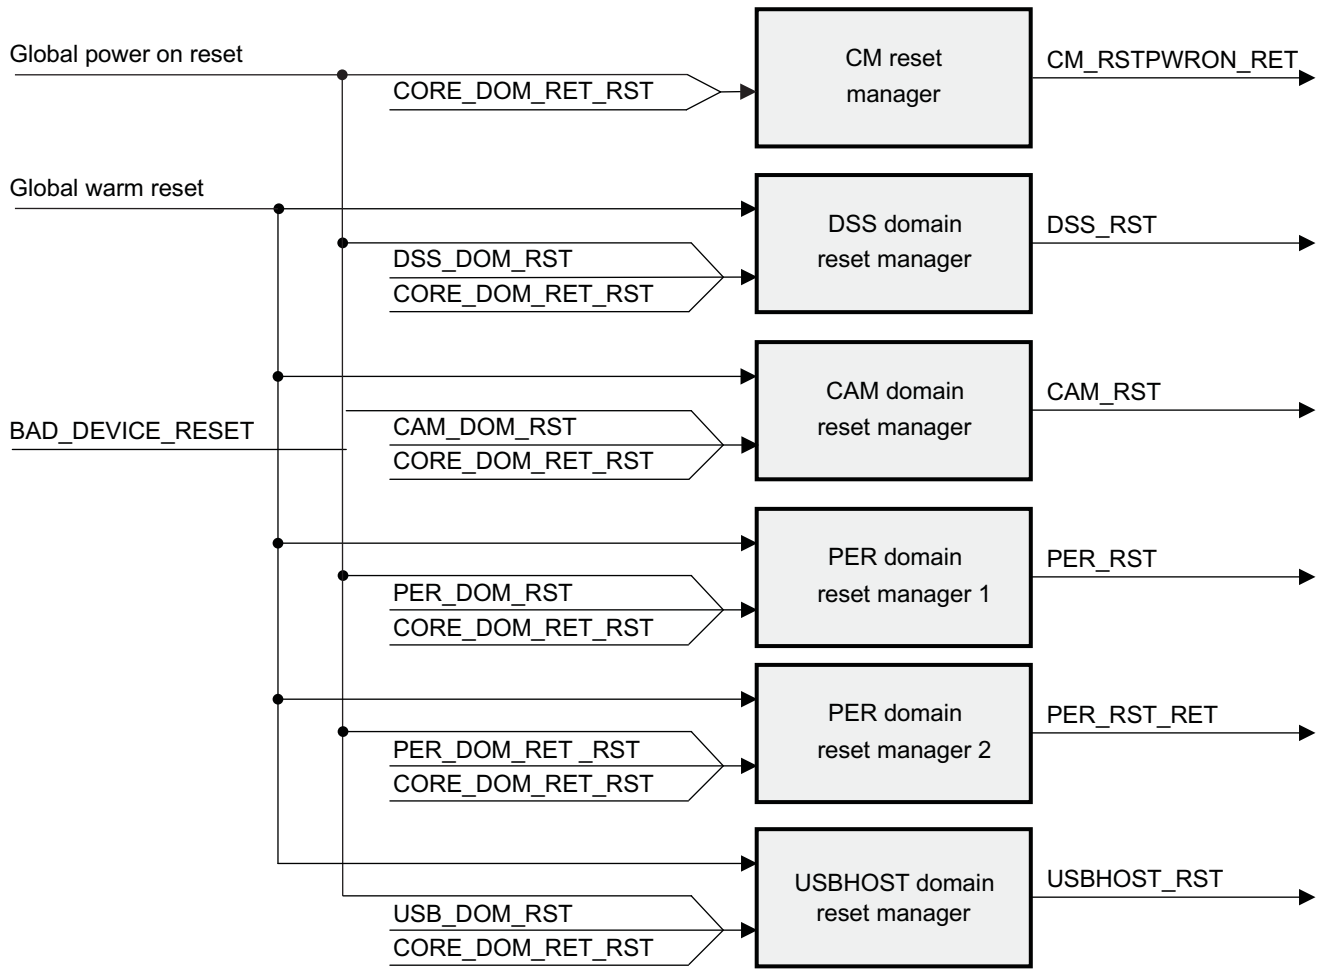 Global power on reset
CORE_DOM_RET_RST
CM reset
manager
CM_RSTPWRON_RET
Global warm reset
DSS_DOM_RST
CORE_DOM_RET_RST
DSS domain
reset manager
DSS_RST
BAD_DEVICE_RESET
CAM_DOM_RST
CORE_DOM_RET_RST
CAM domain
reset manager
CAM_RST
PER_DOM_RST
CORE_DOM_RET_RST
PER domain
reset manager 1
PER_RST
PER_DOM_RET _RST
CORE_DOM_RET_RST
PER domain
reset manager 2
PER_RST_RET
USB_DOM_RST
CORE_DOM_RET_RST
USBHOST domain
reset manager
USBHOST_RST